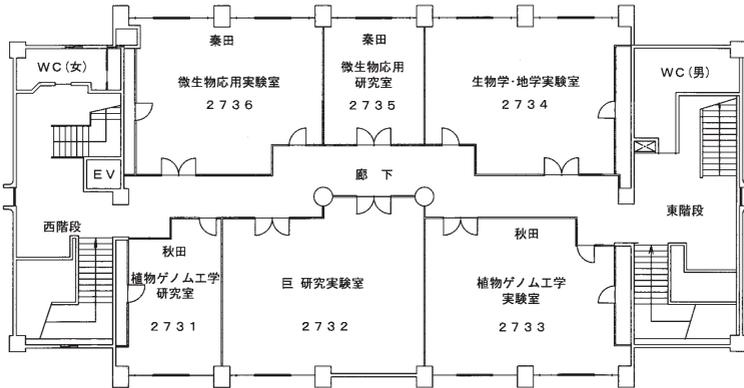 WC(女)
秦田
微生物応用実験室
2736
秦田
微生物応用
研究室
2735
生物学・地学実験室
2734
WC(男)
EV
廊下
西階段
東階段
秋田
植物ゲノム工学
研究室
2731
巨 研究実験室
2732
秋田
植物ゲノム工学
実験室
2733